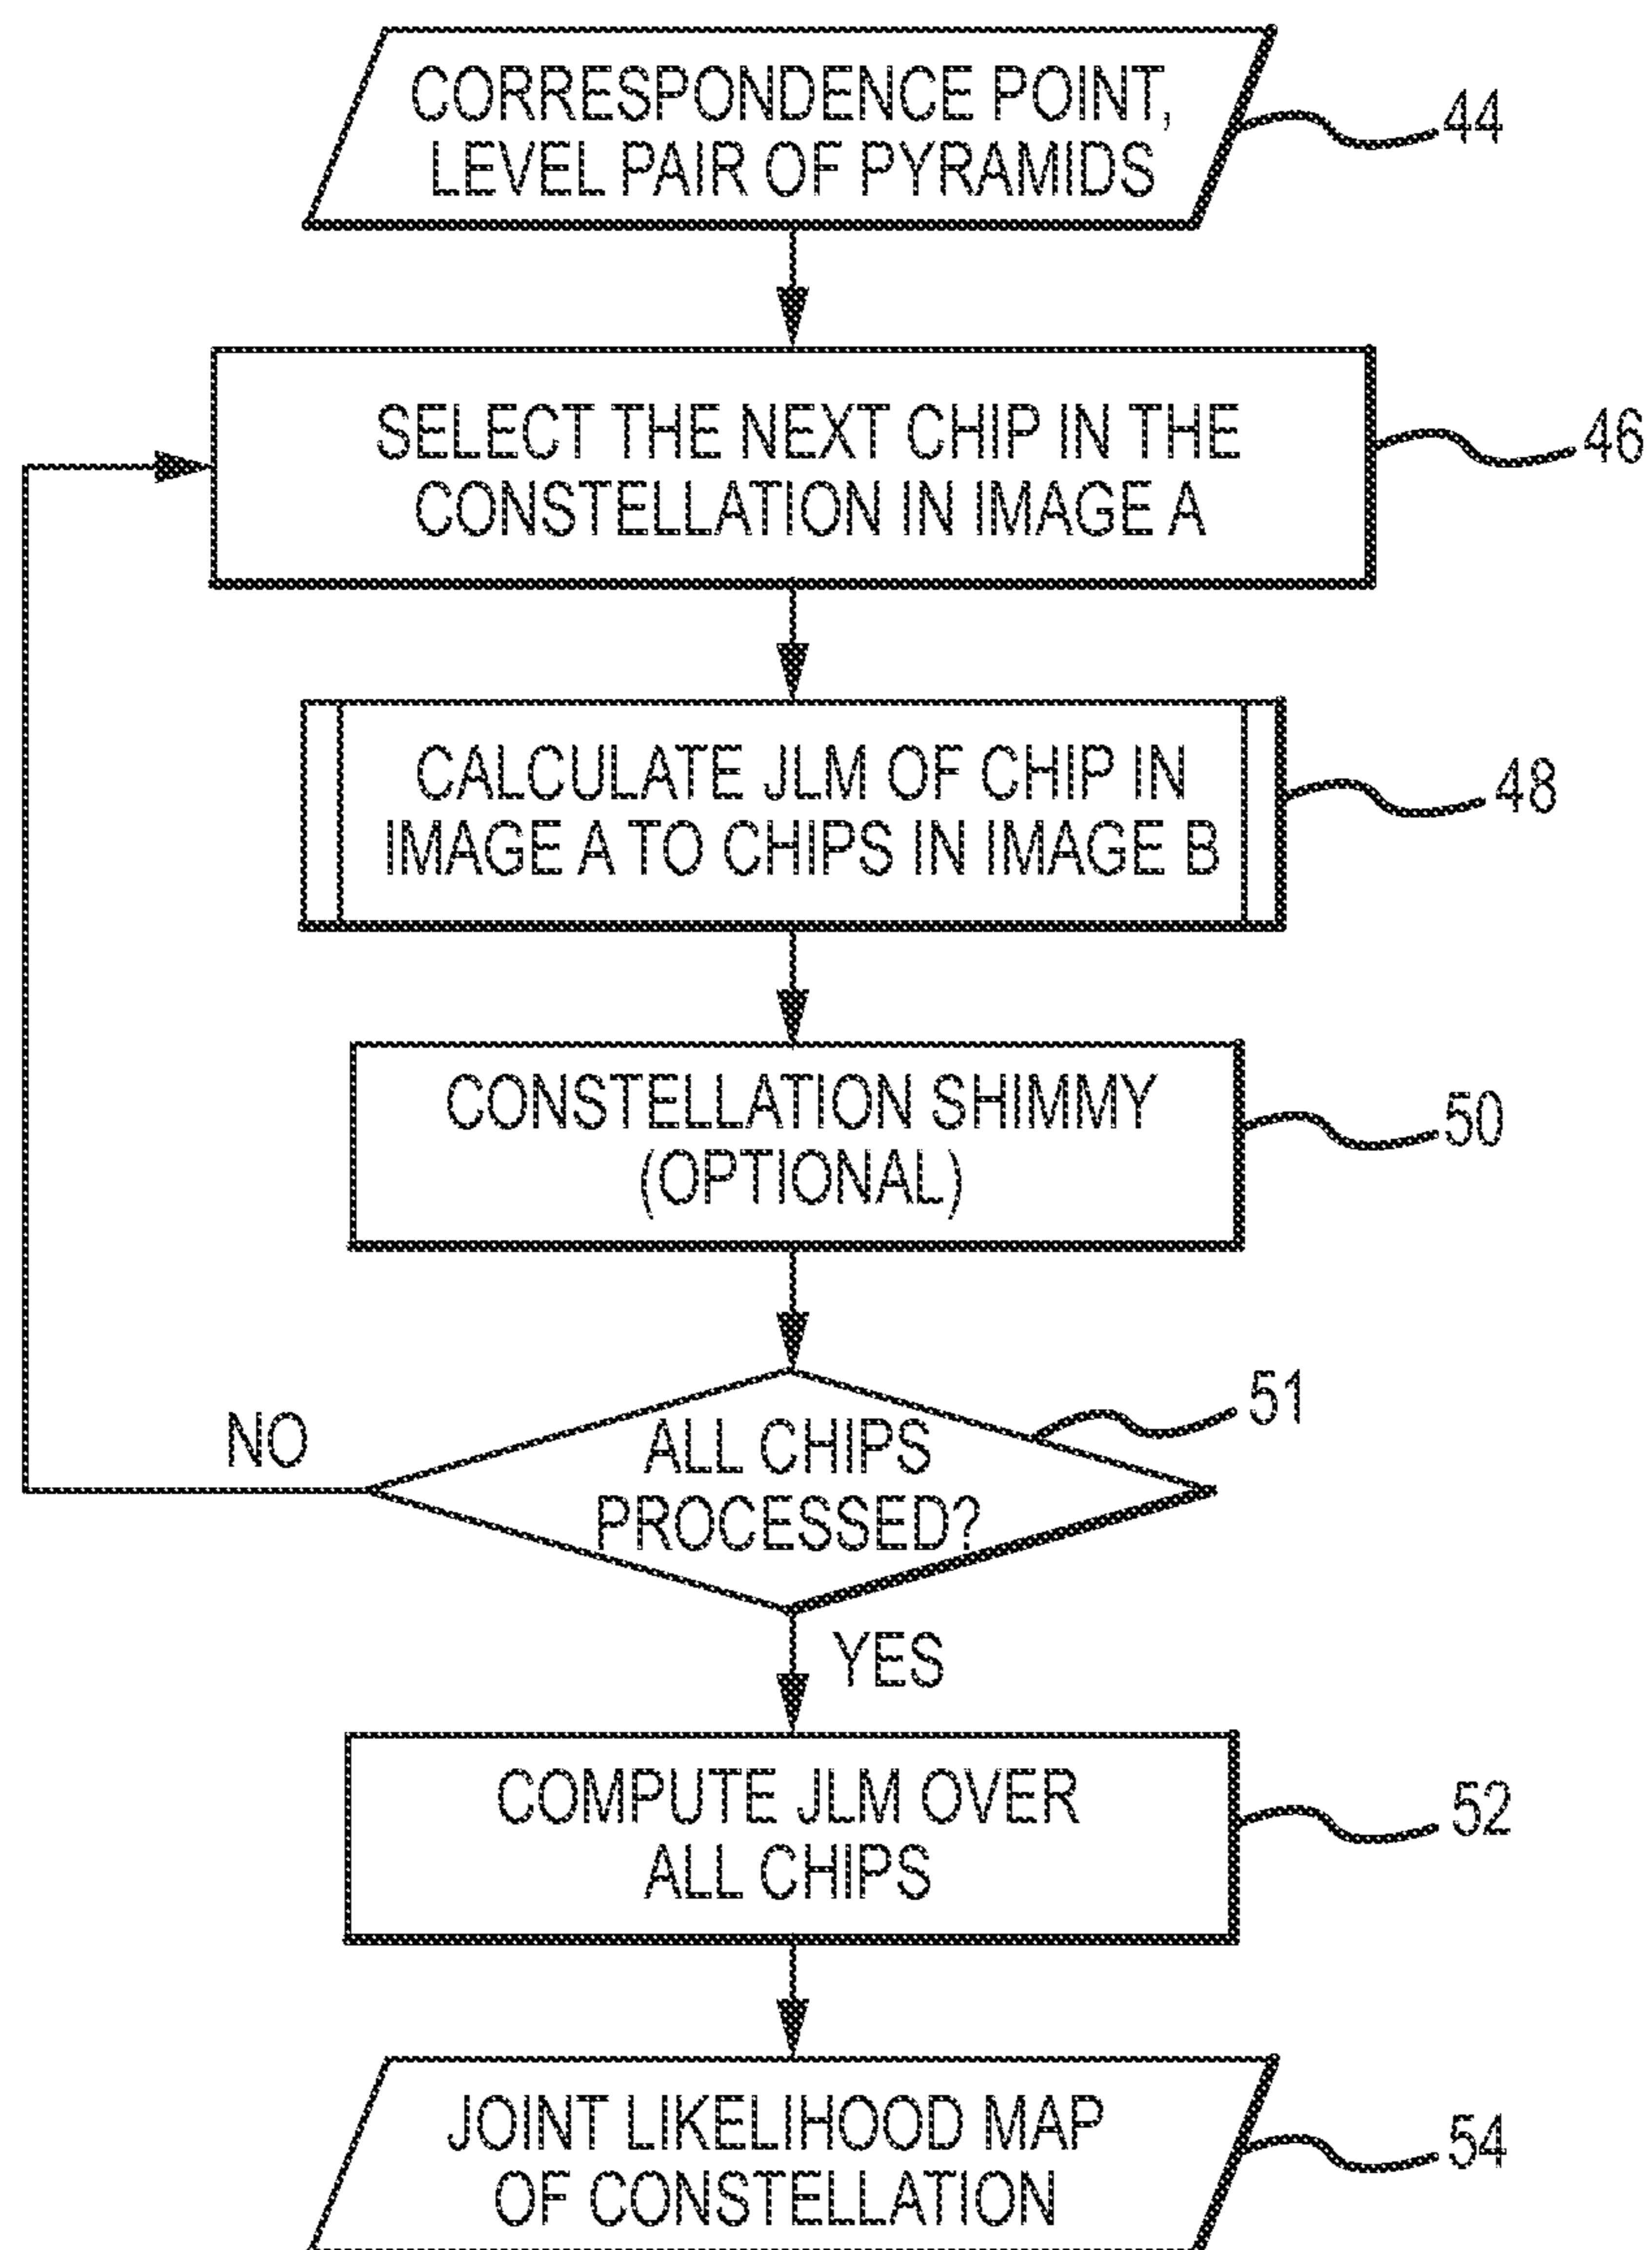 CORRESPONDENCE POINT,
LEVEL PAIR OF PYRAMIDS
44
SELECT THE NEXT CHIP IN THE
CONSTELLATION IN IMAGE A
46
CALCULATE JLM OF CHIP IN
IMAGE A TO CHIPS IN IMAGE B
48
CONSTELLATION SHIMMY
(OPTIONAL)
50
ALL CHIPS
PROCESSED?
51
NO
YES
COMPUTE JLM OVER
ALL CHIPS
52
JOINT LIKELIHOOD MAP
OF CONSTELLATION
54